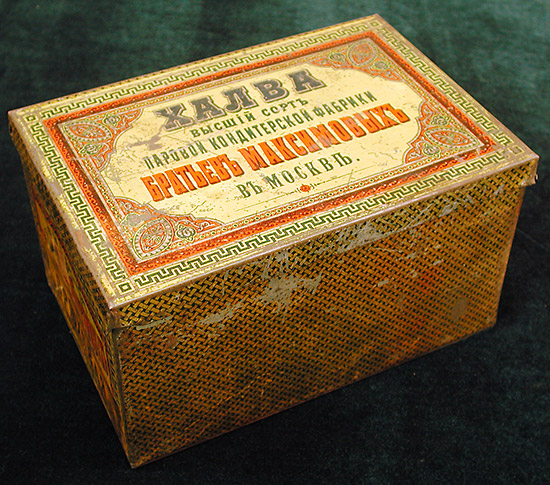 ХАЛВА
ВЫСШІЙ СОРТЪ
ПАРОВОЙ КОНДИТЕРСКОЙ ФАБРИКИ
БРАТЬЕВЪ МАКСИМОВЫХЪ
ВЪ МОСКВѢ.